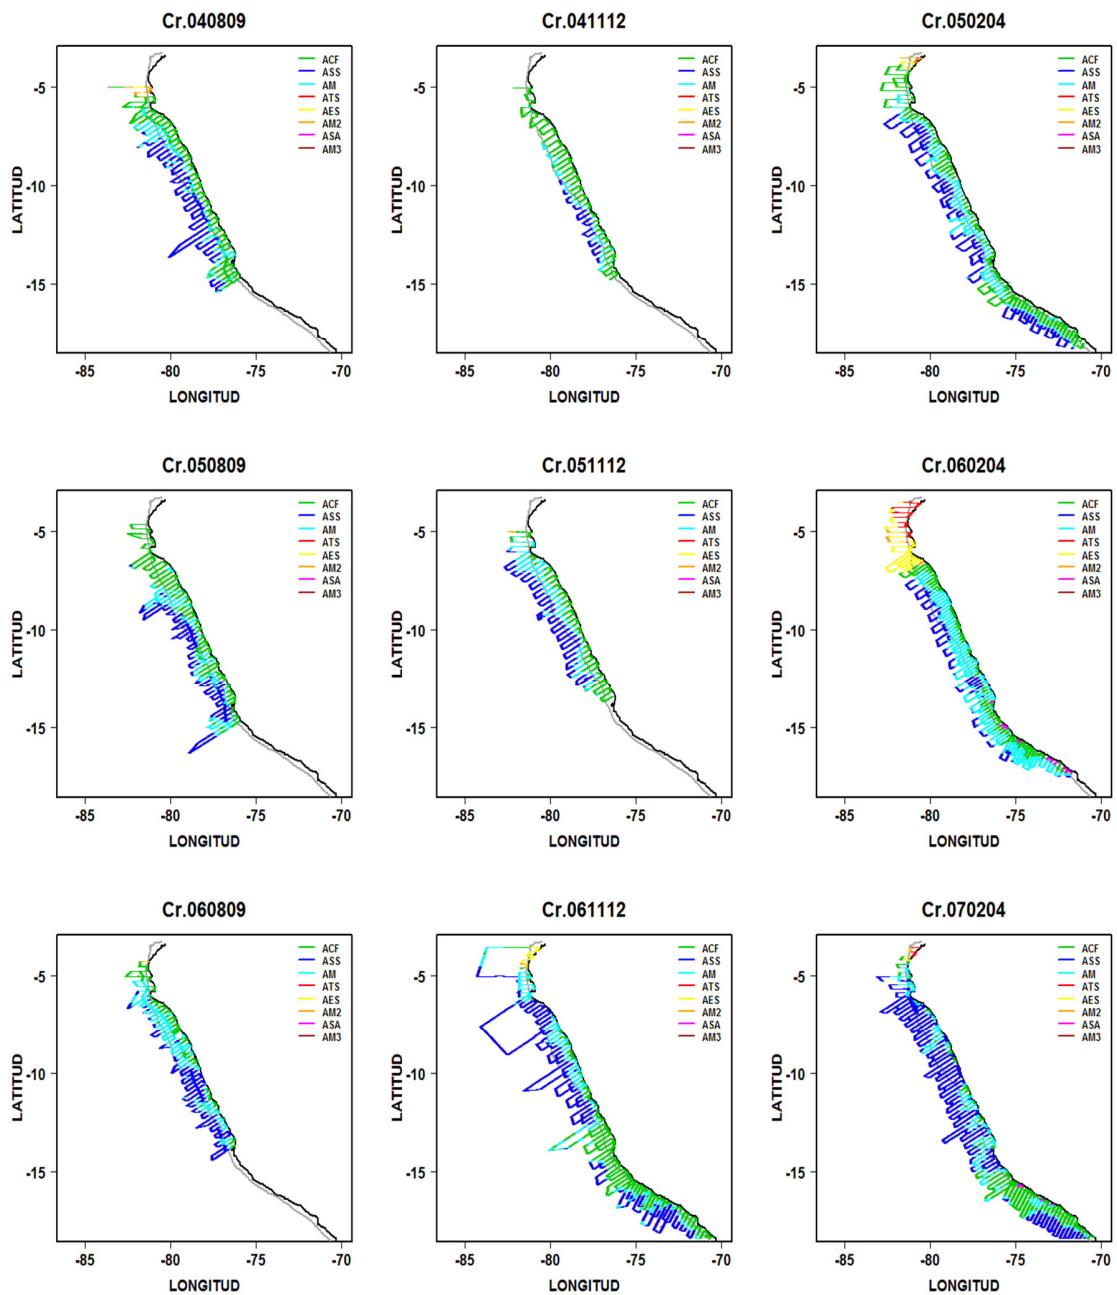 Cr.040809
ACF
ASS
AM
ATS
AES
AM2
ASA
AM3
-5
-10
-15
LATITUD
-85 -80 -75 -70
LONGITUD
Cr.041112
ACF
ASS
AM
ATS
AES
AM2
ASA
AM3
-5
-10
-15
LATITUD
-85 -80 -75 -70
LONGITUD
Cr.050204
ACF
ASS
AM
ATS
AES
AM2
ASA
AM3
-5
-10
-15
LATITUD
-85 -80 -75 -70
LONGITUD
Cr.050809
ACF
ASS
AM
ATS
AES
AM2
ASA
AM3
-5
-10
-15
LATITUD
-85 -80 -75 -70
LONGITUD
Cr.051112
ACF
ASS
AM
ATS
AES
AM2
ASA
AM3
-5
-10
-15
LATITUD
-85 -80 -75 -70
LONGITUD
Cr.060204
ACF
ASS
AM
ATS
AES
AM2
ASA
AM3
-5
-10
-15
LATITUD
-85 -80 -75 -70
LONGITUD
Cr.060809
ACF
ASS
AM
ATS
AES
AM2
ASA
AM3
-5
-10
-15
LATITUD
-85 -80 -75 -70
LONGITUD
Cr.061112
ACF
ASS
AM
ATS
AES
AM2
ASA
AM3
-5
-10
-15
LATITUD
-85 -80 -75 -70
LONGITUD
Cr.070204
ACF
ASS
AM
ATS
AES
AM2
ASA
AM3
-5
-10
-15
LATITUD
-85 -80 -75 -70
LONGITUD